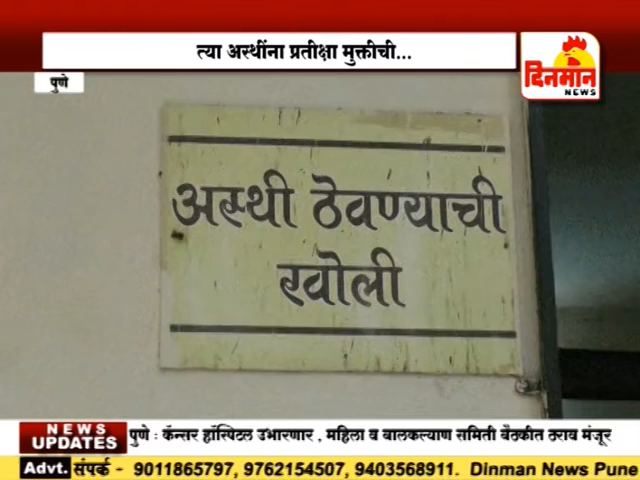 त्या अस्थींना प्रतीक्षा मुक्तीची...
दिनमान
NEWS
पुणे
अस्थी ठेवण्याची
खोली
NEWS
UPDATES
पुणे : कॅन्सर हॉस्पिटल उभारणार , महिला व बालकल्याण समिती बैठकीत ठराव मंजूर
Advt. संपर्क - 9011865797, 9762154507, 9403568911. Dinman News Pune